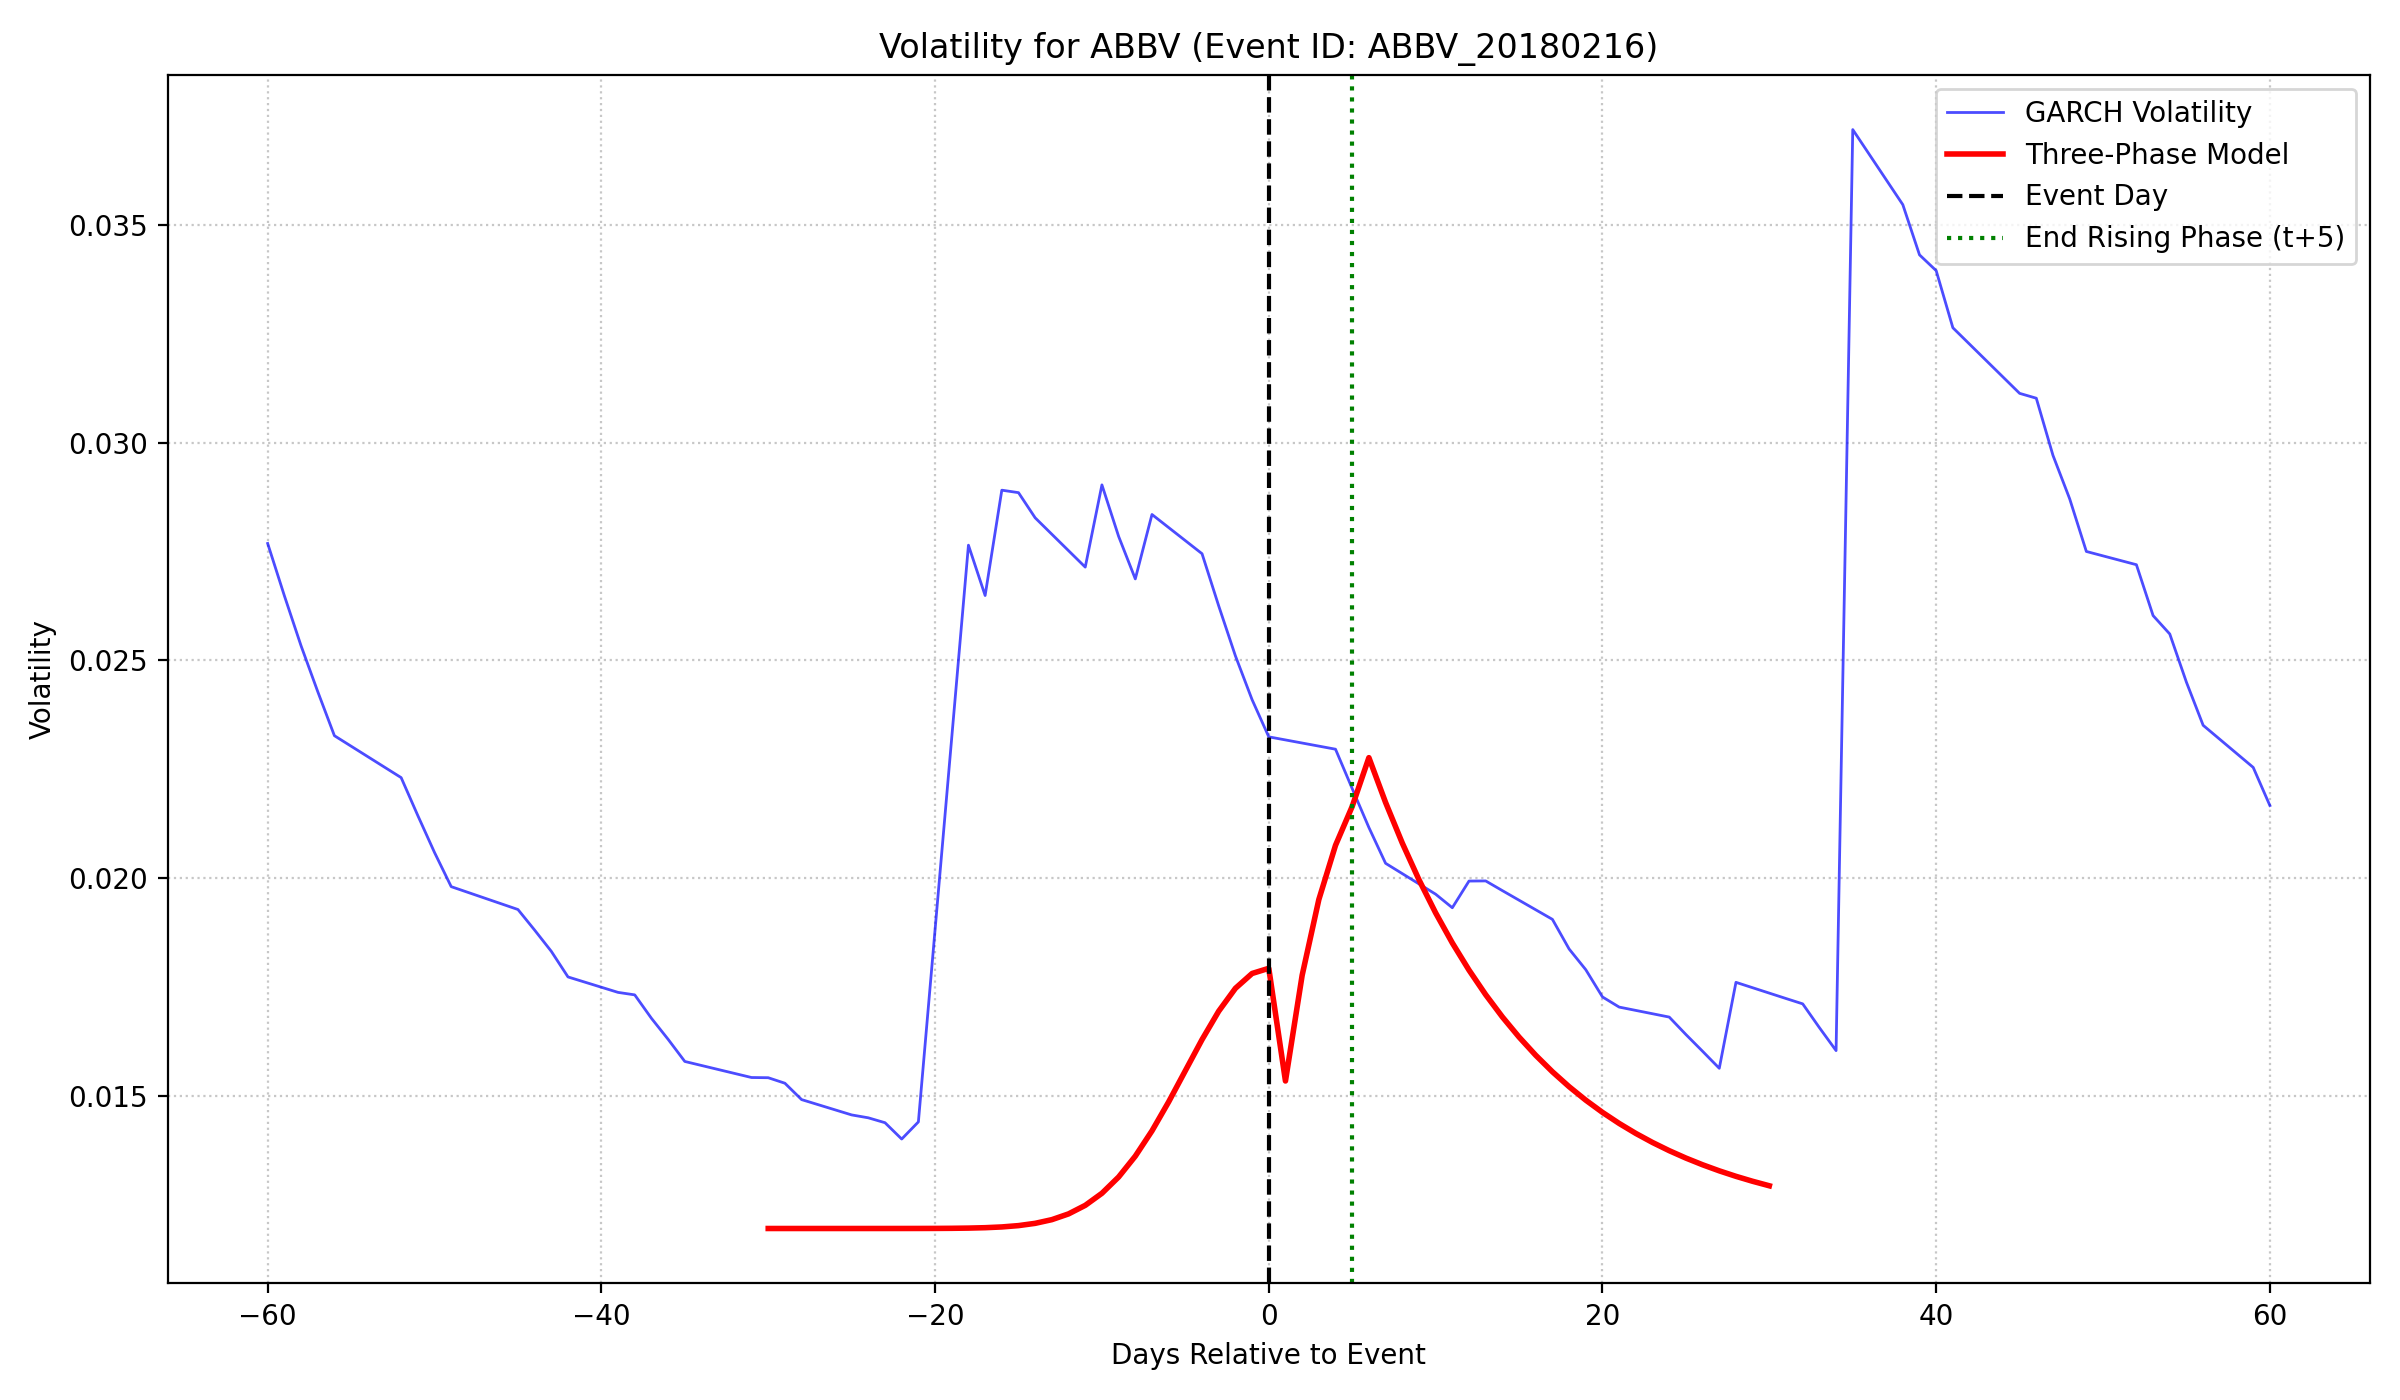 Volatility for ABBV (Event ID: ABBV_20180216)
GARCH Volatility
Three-Phase Model
Event Day
End Rising Phase (t+5)
Volatility
0.035
0.030
0.025
0.020
0.015
−60 −40 −20 0 20 40 60
Days Relative to Event